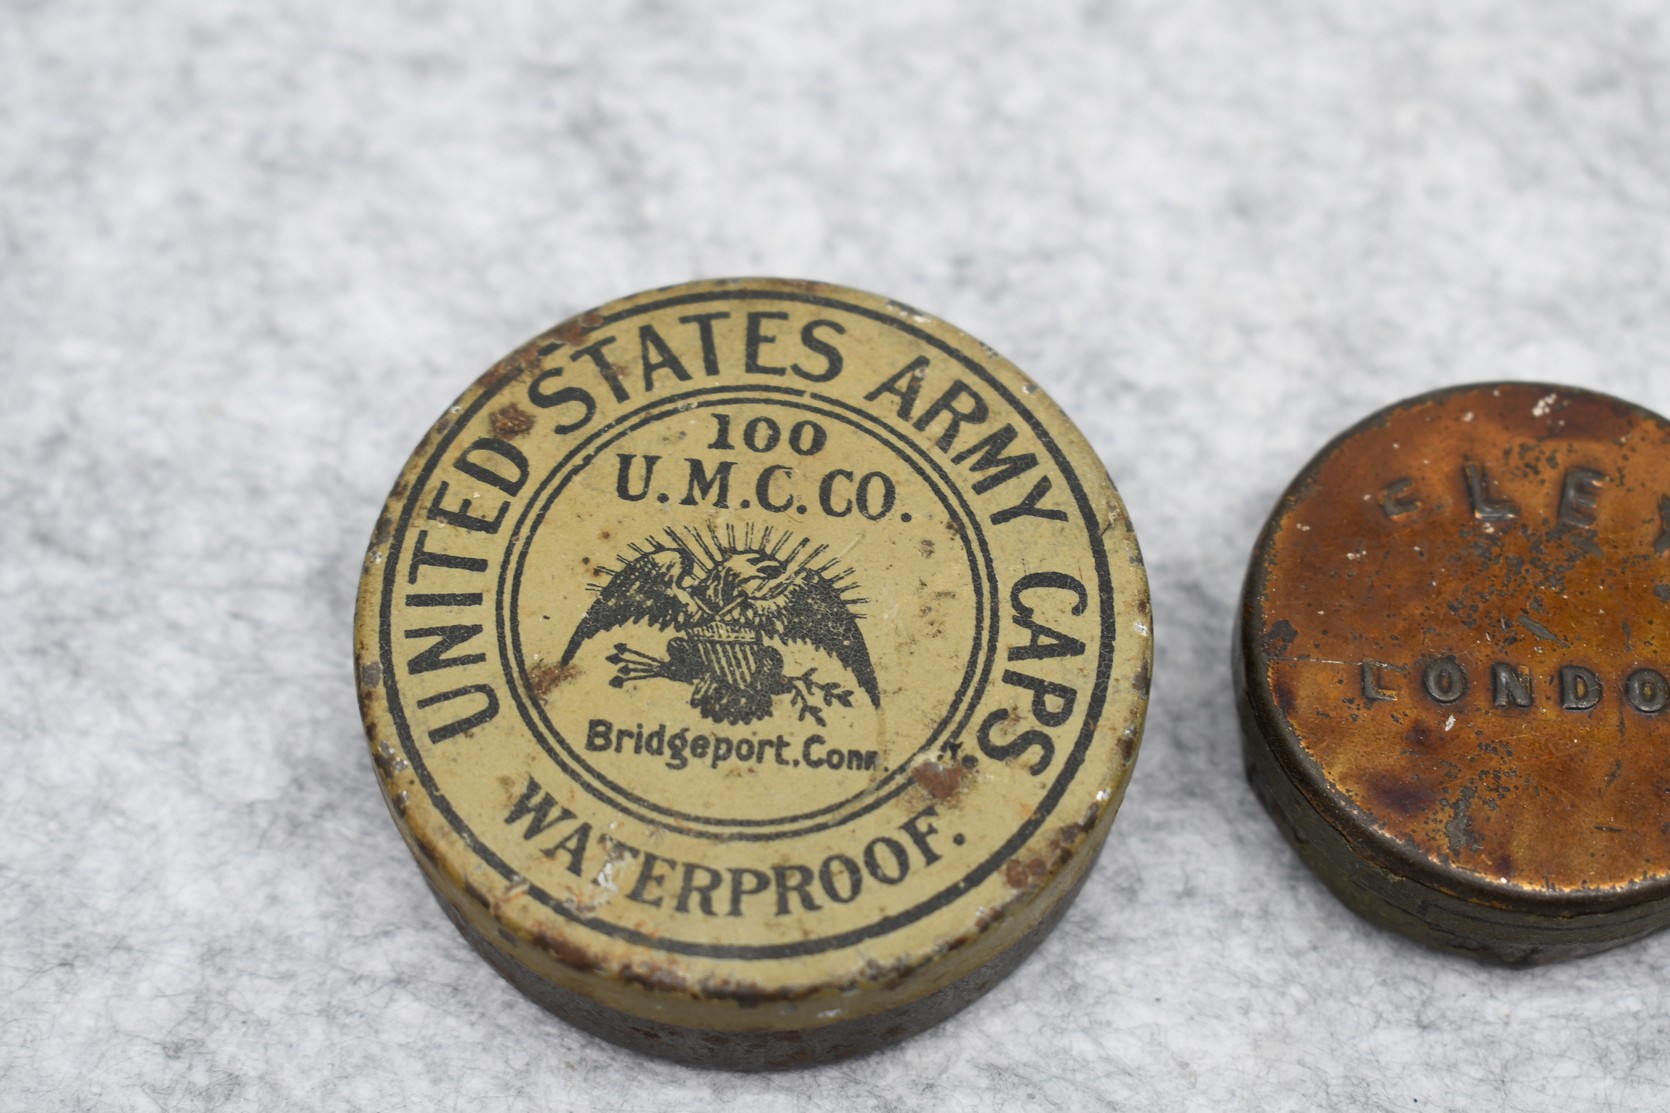 UNITED STATES ARMY CAPS
100
U.M.C.CO.
Bridgeport.Conn.
WATERPROOF.